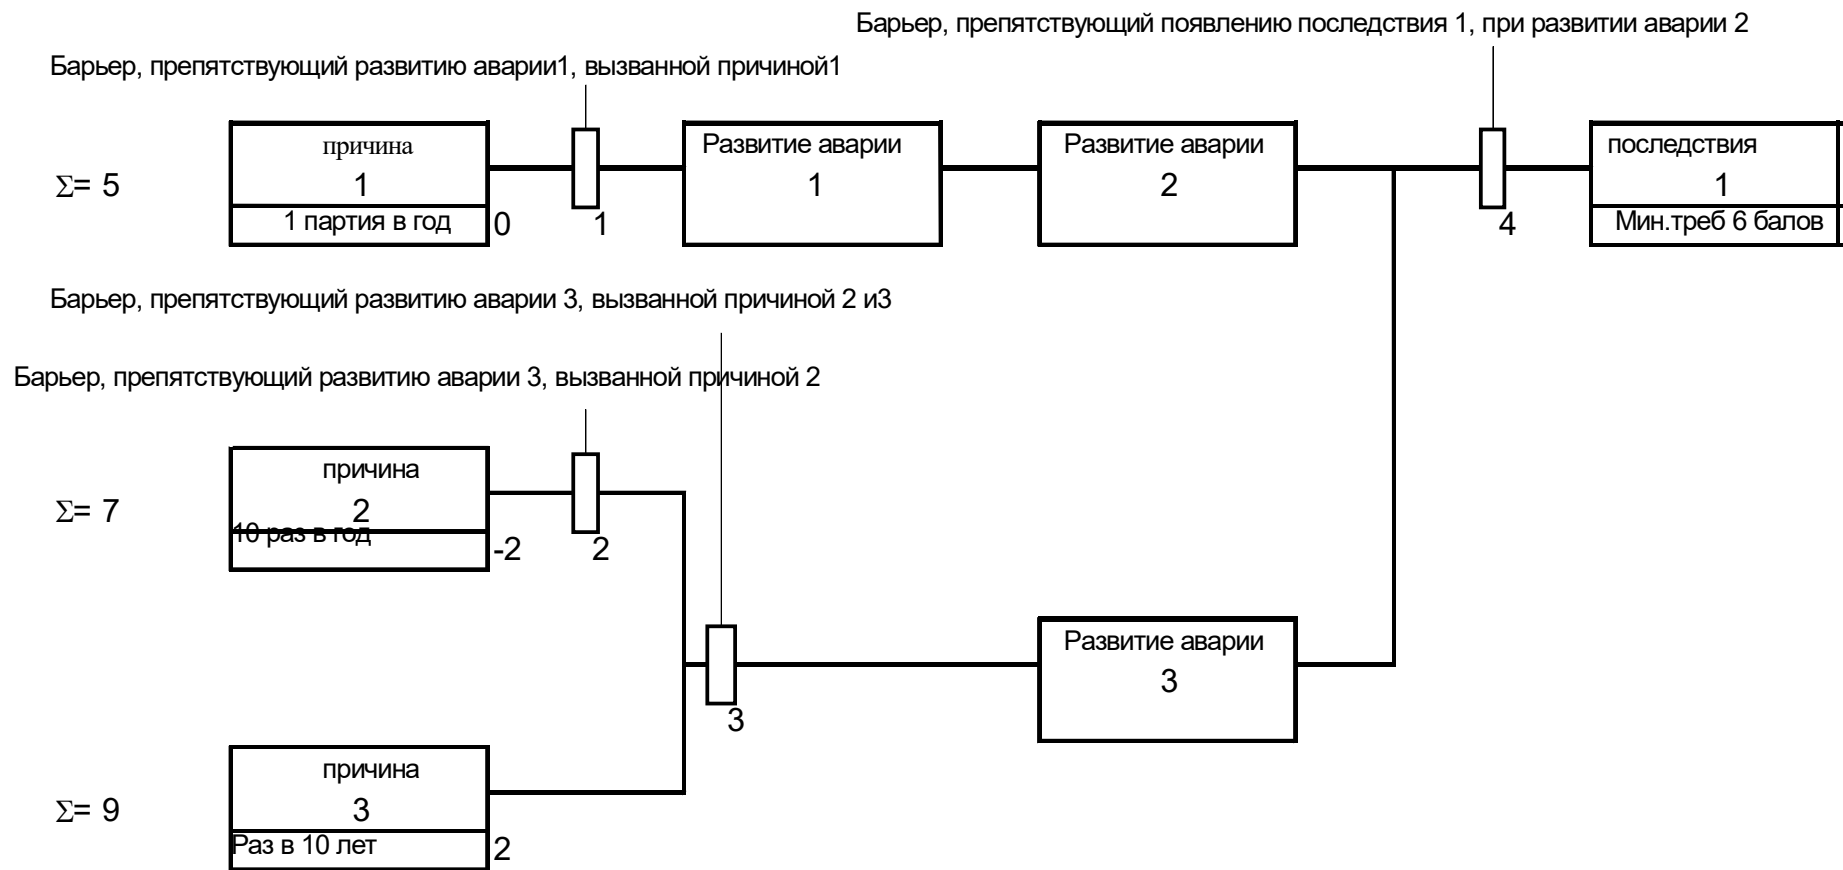 Барьер, препятствующий появлению последствия 1, при развитии аварии 2
Барьер, препятствующий развитию аварии1, вызванной причиной1
Σ= 5
причина
1
1 партия в год
0
1
Развитие аварии
1
Развитие аварии
2
4
последствия
1
Мин.треб 6 балов
Барьер, препятствующий развитию аварии 3, вызванной причиной 2 и3
Барьер, препятствующий развитию аварии 3, вызванной причиной 2
Σ= 7
причина
2
10 раз в год
-2
2
3
Развитие аварии
3
Σ= 9
причина
3
Раз в 10 лет
2